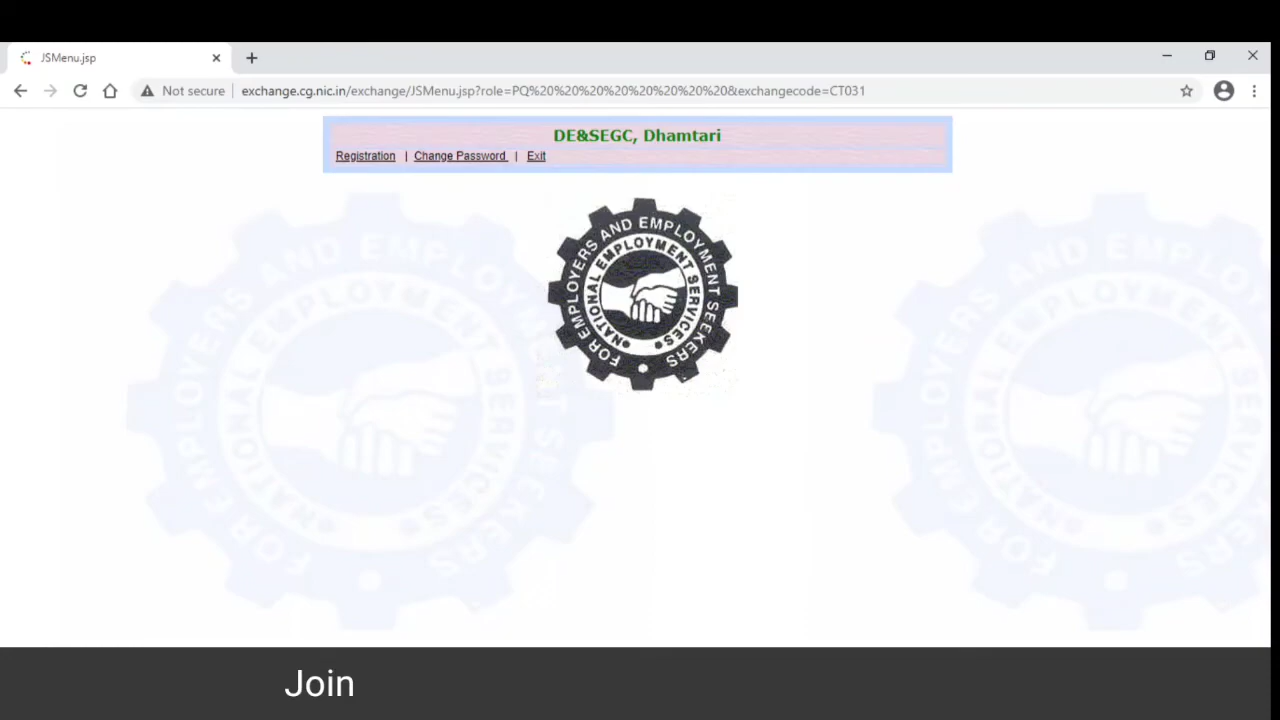 JSMenu.jsp
Not secure exchange.cg.nic.in/exchange/JSMenu.jsp?role=PQ%20%20%20%20%20%20%20%20&exchangecode=CT031
DE&SEGC, Dhamtari
Registration | Change Password | Exit
FOR EMPLOYERS AND EMPLOYMENT SEEKERS
NATIONAL EMPLOYMENT SERVICES
Join